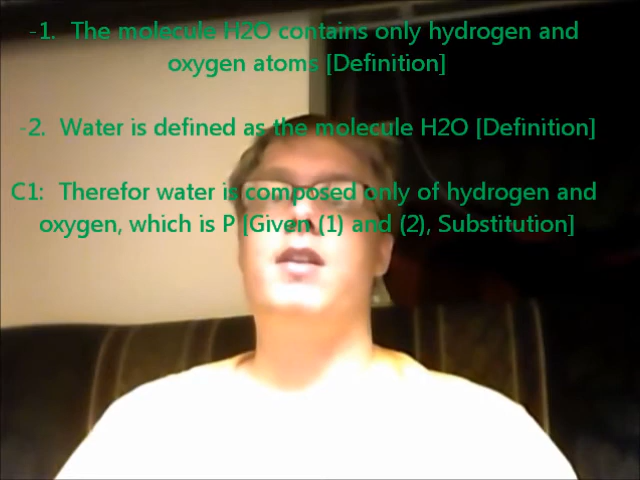 -1.  The molecule H2O contains only hydrogen and
oxygen atoms [Definition]
-2.  Water is defined as the molecule H2O [Definition]
C1:  Therefor water is composed only of hydrogen and
oxygen, which is P [Given (1) and (2), Substitution]